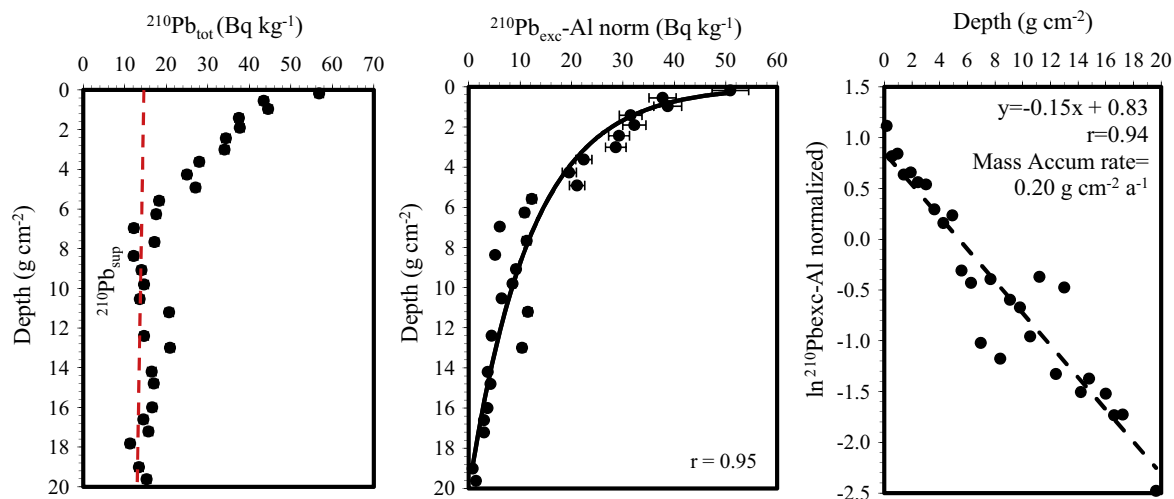 ²¹⁰Pb_tot (Bq kg⁻¹)
0 10 20 30 40 50 60 70
0
2
4
6
8
10
12
14
16
18
20
Depth (g cm⁻²)
²¹⁰Pb_sup
²¹⁰Pb_exc-Al norm (Bq kg⁻¹)
0 10 20 30 40 50 60
0
2
4
6
8
10
12
14
16
18
20
Depth (g cm⁻²)
r = 0.95
Depth (g cm⁻²)
0 2 4 6 8 10 12 14 16 18 20
1.5
1.0
0.5
0.0
-0.5
-1.0
-1.5
-2.0
-2.5
ln ²¹⁰Pbexc-Al normalized]
y=-0.15x + 0.83
r=0.94
Mass Accum rate=
0.20 g cm⁻² a⁻¹